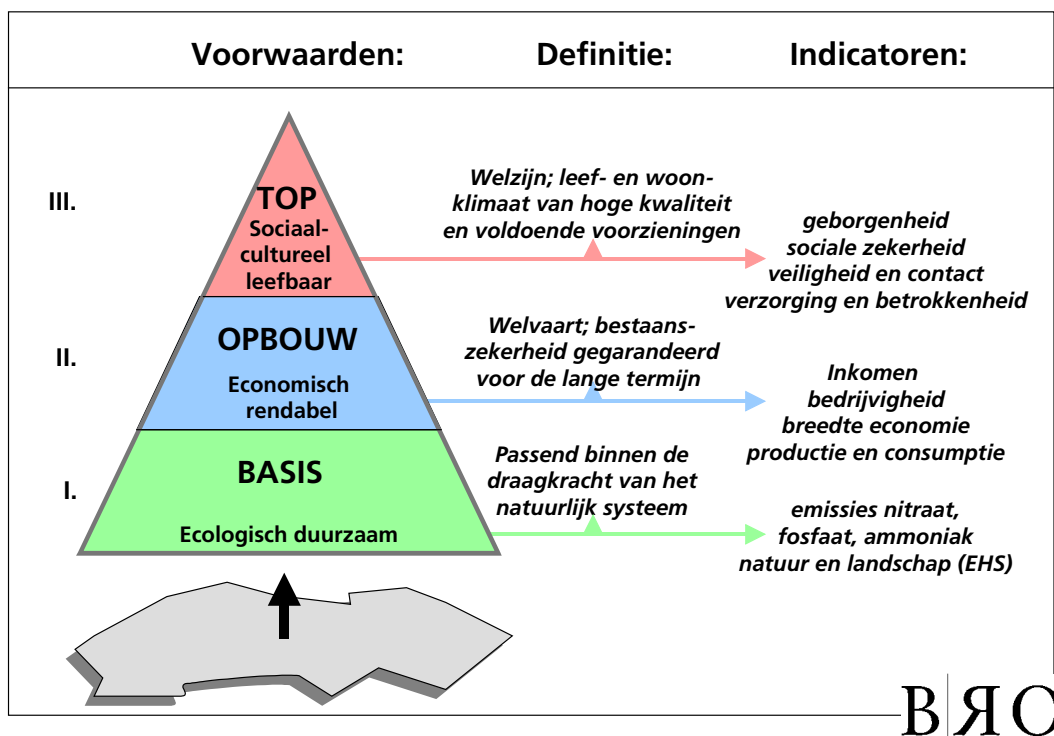 Voorwaarden: Definitie: Indicatoren:
III.
TOP
Sociaal-
cultureel
leefbaar
Welzijn; leef- en woon-
klimaat van hoge kwaliteit
en voldoende voorzieningen
geborgenheid
sociale zekerheid
veiligheid en contact
verzorging en betrokkenheid
II.
OPBOUW
Economisch
rendabel
Welvaart; bestaans-
zekerheid gegarandeerd
voor de lange termijn
Inkomen
bedrijvigheid
breedte economie
productie en consumptie
I.
BASIS
Ecologisch duurzaam
Passend binnen de
draagkracht van het
natuurlijk systeem
emissies nitraat,
fosfaat, ammoniak
natuur en landschap (EHS)
B|ЯO